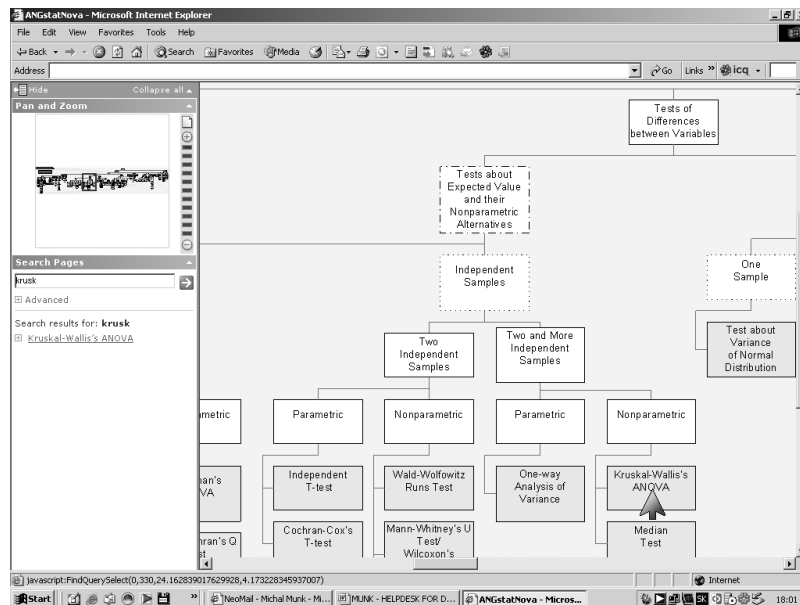 ANGstatNova - Microsoft Internet Explorer
File Edit View Favorites Tools Help
Back Search Favorites Media
Address Go Links » icq
Hide Collapse all
Pan and Zoom
Search Pages
krusk
Advanced
Search results for: krusk
Kruskal-Wallis's ANOVA
Tests of
Differences
between Variables
Tests about
Expected Value
and their
Nonparametric
Alternatives
Independent
Samples
One
Sample
Two
Independent
Samples
Two and More
Independent
Samples
Test about
Variance
of Normal
Distribution
ametric
Parametric
Nonparametric
Parametric
Nonparametric
nan's
VA
Independent
T-test
Wald-Wolfowitz
Runs Test
One-way
Analysis of
Variance
Kruskal-Wallis's
ANOVA
hran's Q
st
Cochran-Cox's
T-test
Mann-Whitney's U
Test/
Wilcoxon's
Median
Test
javascript:FindQuerySelect(0,330,24.162839017629928,4.173228345937007)
Internet
Start » NeoMail - Michal Munk - Mi... MUNK - HELPDESK FOR D... ANGstatNova - Micros... SK 18:01